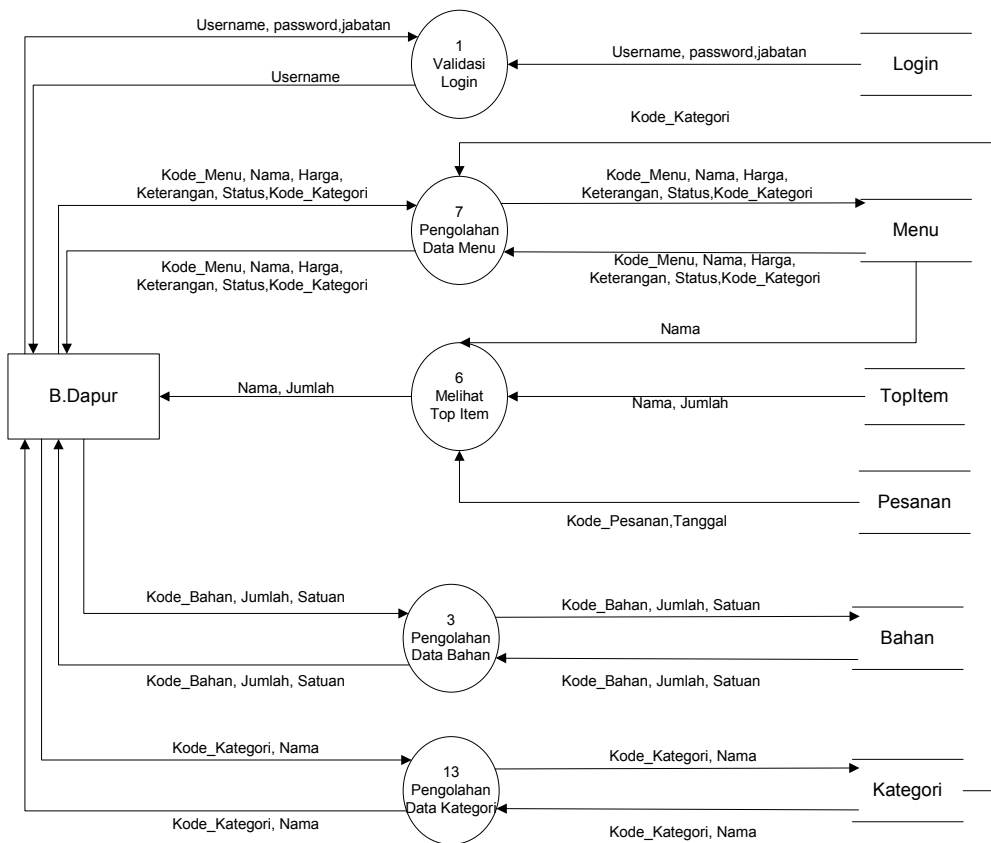 Username, password,jabatan
1
Validasi
Login
Username, password,jabatan
Login
Username
Kode_Kategori
Kode_Menu, Nama, Harga,
Keterangan, Status,Kode_Kategori
7
Pengolahan
Data Menu
Kode_Menu, Nama, Harga,
Keterangan, Status,Kode_Kategori
Menu
Kode_Menu, Nama, Harga,
Keterangan, Status,Kode_Kategori
Kode_Menu, Nama, Harga,
Keterangan, Status,Kode_Kategori
Nama
B.Dapur
Nama, Jumlah
6
Melihat
Top Item
Nama, Jumlah
TopItem
Kode_Pesanan,Tanggal
Pesanan
Kode_Bahan, Jumlah, Satuan
3
Pengolahan
Data Bahan
Kode_Bahan, Jumlah, Satuan
Bahan
Kode_Bahan, Jumlah, Satuan
Kode_Bahan, Jumlah, Satuan
Kode_Kategori, Nama
13
Pengolahan
Data Kategori
Kode_Kategori, Nama
Kategori
Kode_Kategori, Nama
Kode_Kategori, Nama